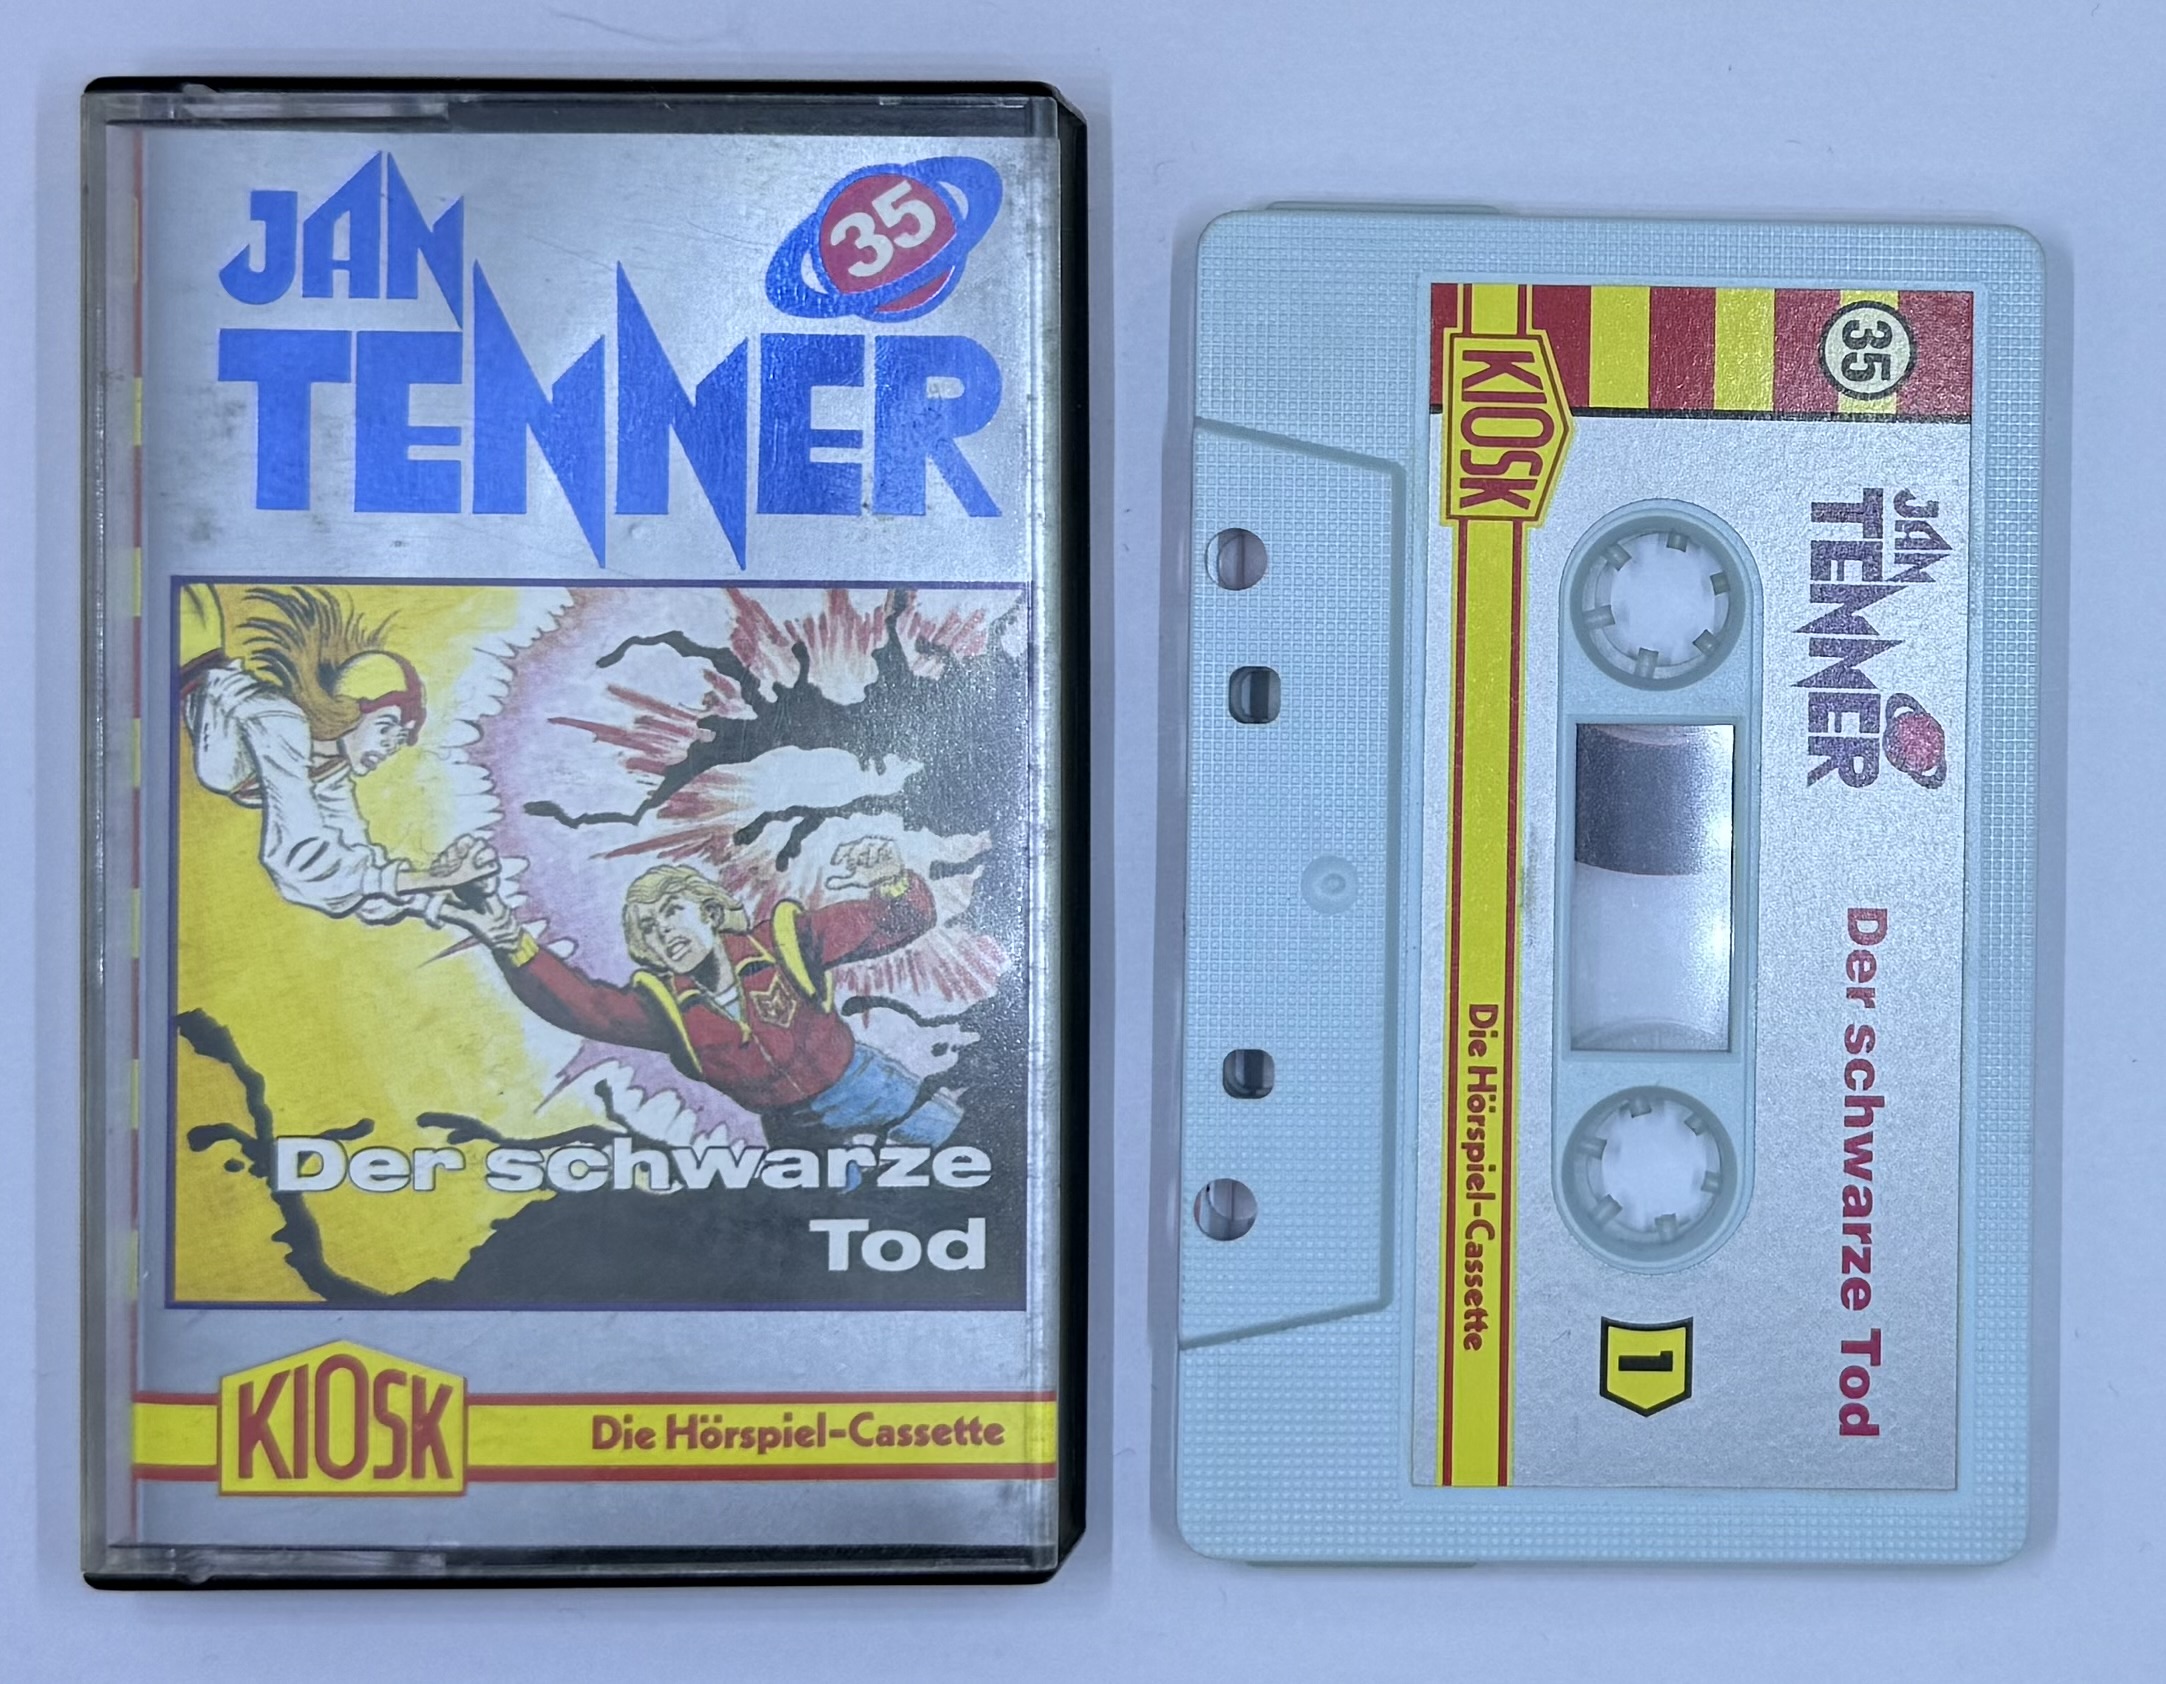 JAN
TENNER
35
Der schwarze
Tod
KIOSK
Die Hörspiel-Cassette
35
JAN
TENNER
Der schwarze Tod
1
KIOSK
Die Hörspiel-Cassette